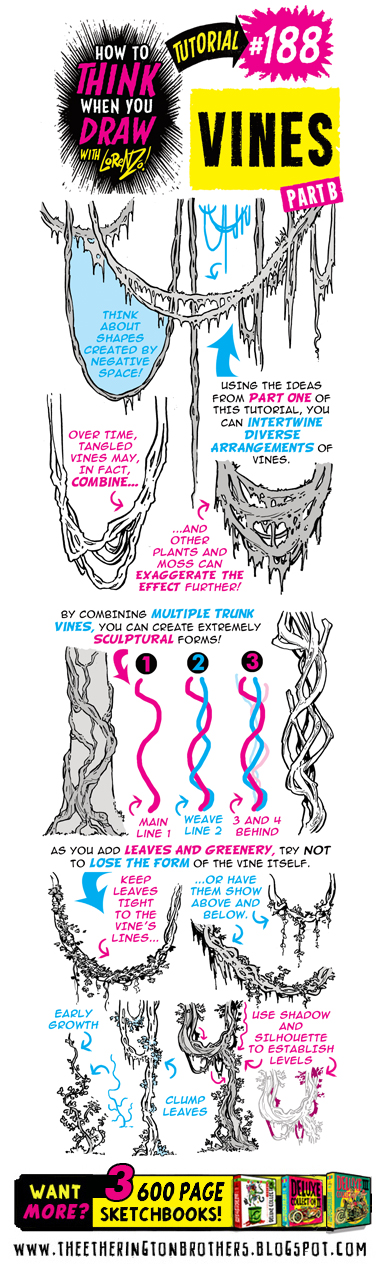 HOW TO
THINK
WHEN YOU
DRAW
WITH LORENZO!
TUTORIAL
#188
VINES
PART B
THINK
ABOUT
SHAPES
CREATED BY
NEGATIVE
SPACE!
USING THE IDEAS
FROM PART ONE OF
THIS TUTORIAL, YOU
CAN INTERTWINE
DIVERSE
ARRANGEMENTS OF
VINES.
OVER TIME,
TANGLED
VINES MAY,
IN FACT,
COMBINE...
...AND
OTHER
PLANTS AND
MOSS CAN
EXAGGERATE THE
EFFECT FURTHER!
BY COMBINING MULTIPLE TRUNK
VINES, YOU CAN CREATE EXTREMELY
SCULPTURAL FORMS!
1
2
3
MAIN
LINE 1
WEAVE
LINE 2
3 AND 4
BEHIND
AS YOU ADD LEAVES AND GREENERY, TRY NOT
TO LOSE THE FORM OF THE VINE ITSELF.
KEEP
LEAVES
TIGHT
TO THE
VINE'S
LINES...
...OR HAVE
THEM SHOW
ABOVE AND
BELOW.
EARLY
GROWTH
CLUMP
LEAVES
USE SHADOW
AND
SILHOUETTE
TO ESTABLISH
LEVELS
WANT
MORE?
3 600 PAGE
SKETCHBOOKS!
DELUXE
COLLECTION
WWW.THEETHERINGTONBROTHERS.BLOGSPOT.COM